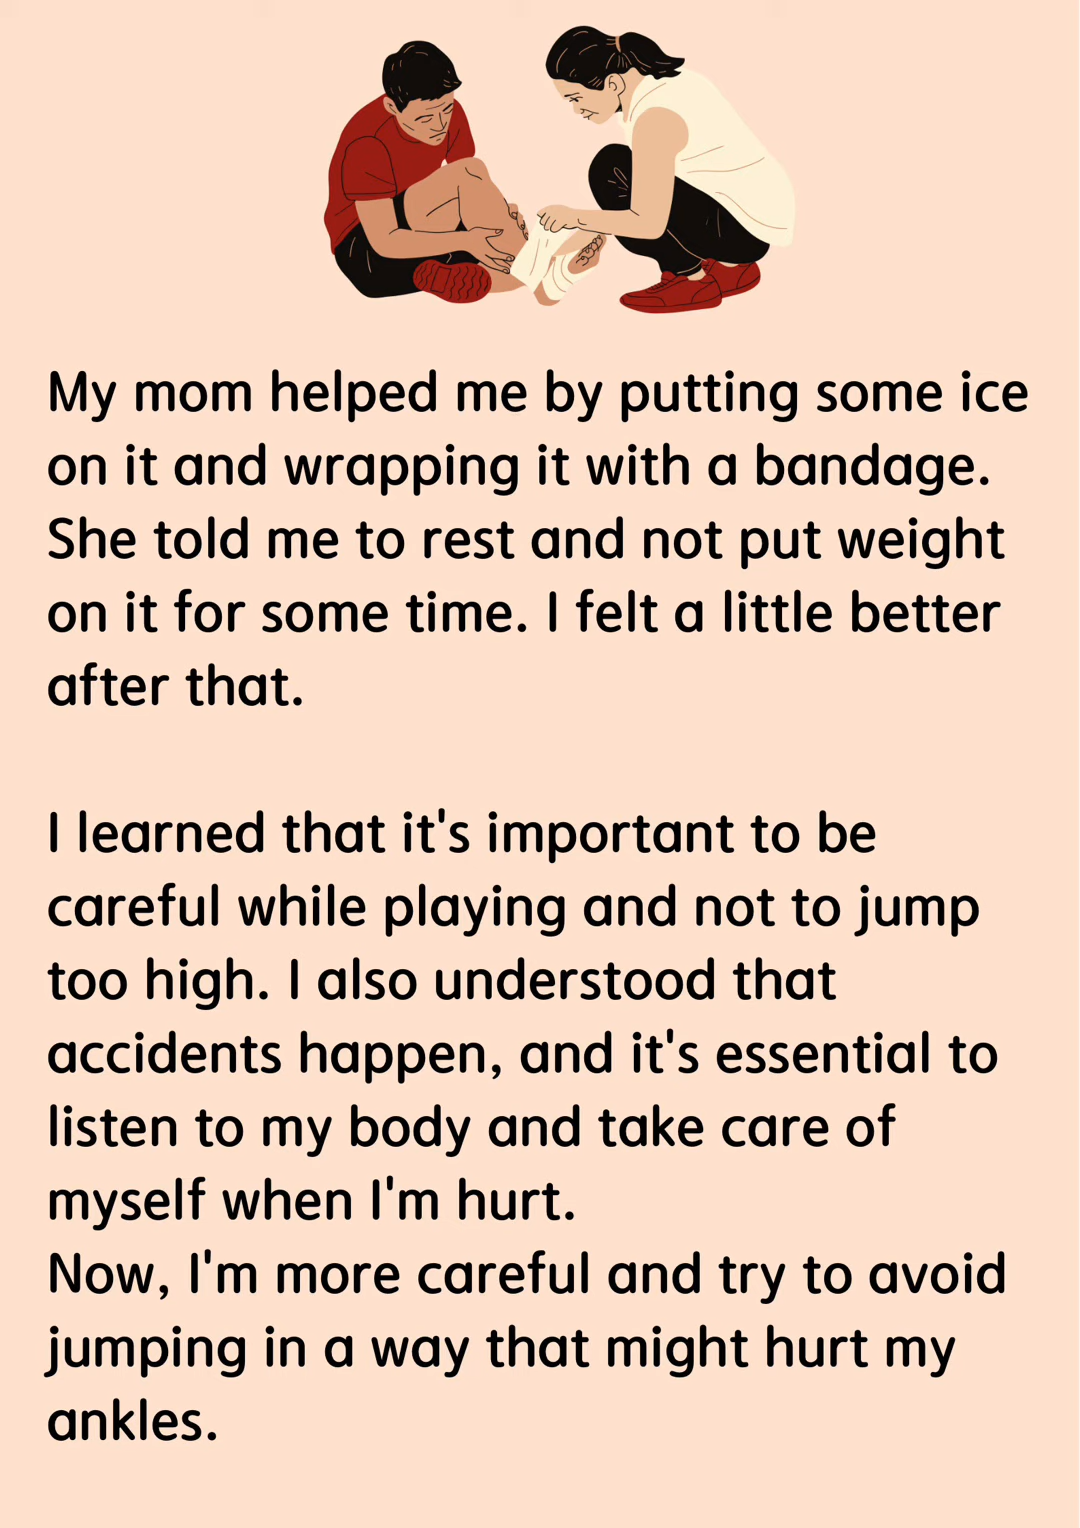 My mom helped me by putting some ice
on it and wrapping it with a bandage.
She told me to rest and not put weight
on it for some time. I felt a little better
after that.
I learned that it's important to be
careful while playing and not to jump
too high. I also understood that
accidents happen, and it's essential to
listen to my body and take care of
myself when I'm hurt.
Now, I'm more careful and try to avoid
jumping in a way that might hurt my
ankles.